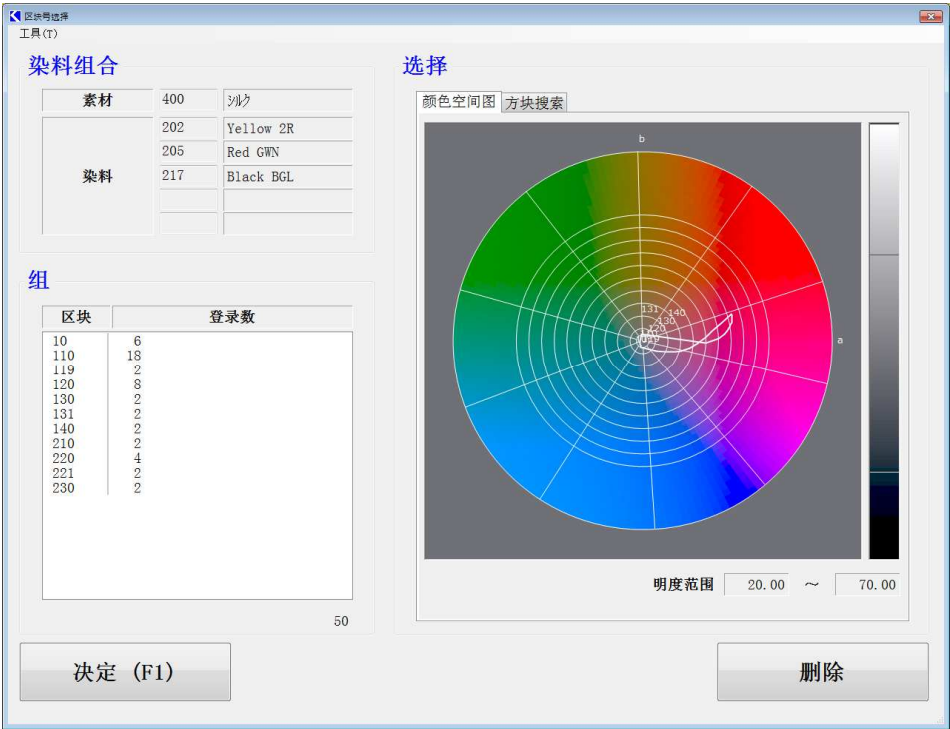 区块号选择
工具(T)
染料组合
素材 400 シルク
染料
202 Yellow 2R
205 Red GWN
217 Black BGL
组
区块 登录数
10 6
110 18
119 2
120 8
130 2
131 2
140 2
210 2
220 4
221 2
230 2
50
决定 (F1)
选择
颜色空间图 方块搜索
b
131 140
130
120
a
明度范围 20.00 ～ 70.00
删除